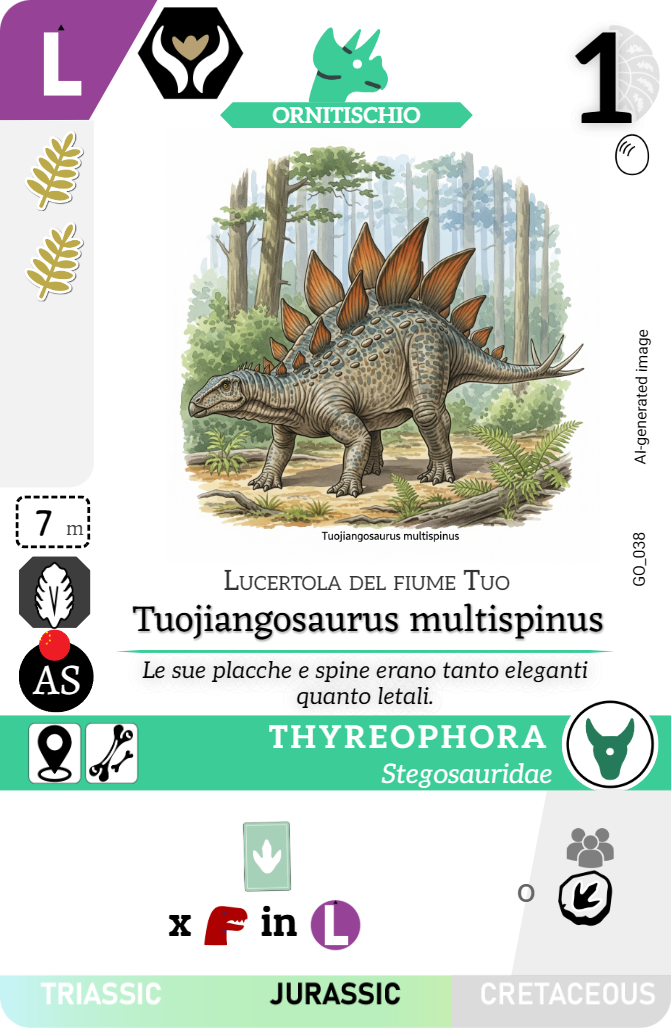 L
ORNITISCHIO
1
AI-generated image
Tuojiangosaurus multispinus
GO_038
7 m
LUCERTOLA DEL FIUME TUO
Tuojiangosaurus multispinus
AS
Le sue placche e spine erano tanto eleganti
quanto letali.
THYREOPHORA
Stegosauridae
o
x in L
TRIASSIC JURASSIC CRETACEOUS